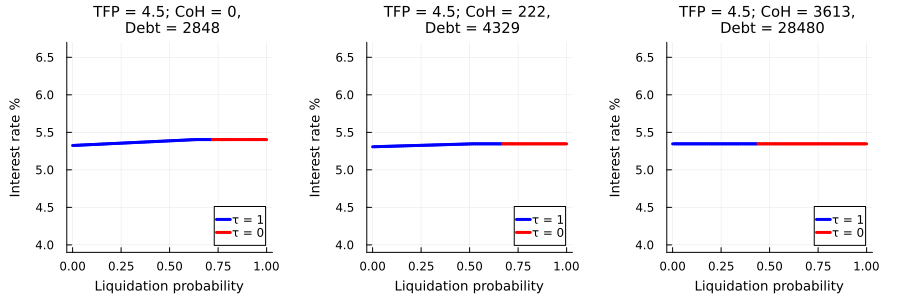 TFP = 4.5; CoH = 0,
Debt = 2848
Interest rate %
6.5
6.0
5.5
5.0
4.5
4.0
τ = 1
τ = 0
0.00 0.25 0.50 0.75 1.00
Liquidation probability
TFP = 4.5; CoH = 222,
Debt = 4329
Interest rate %
6.5
6.0
5.5
5.0
4.5
4.0
τ = 1
τ = 0
0.00 0.25 0.50 0.75 1.00
Liquidation probability
TFP = 4.5; CoH = 3613,
Debt = 28480
Interest rate %
6.5
6.0
5.5
5.0
4.5
4.0
τ = 1
τ = 0
0.00 0.25 0.50 0.75 1.00
Liquidation probability